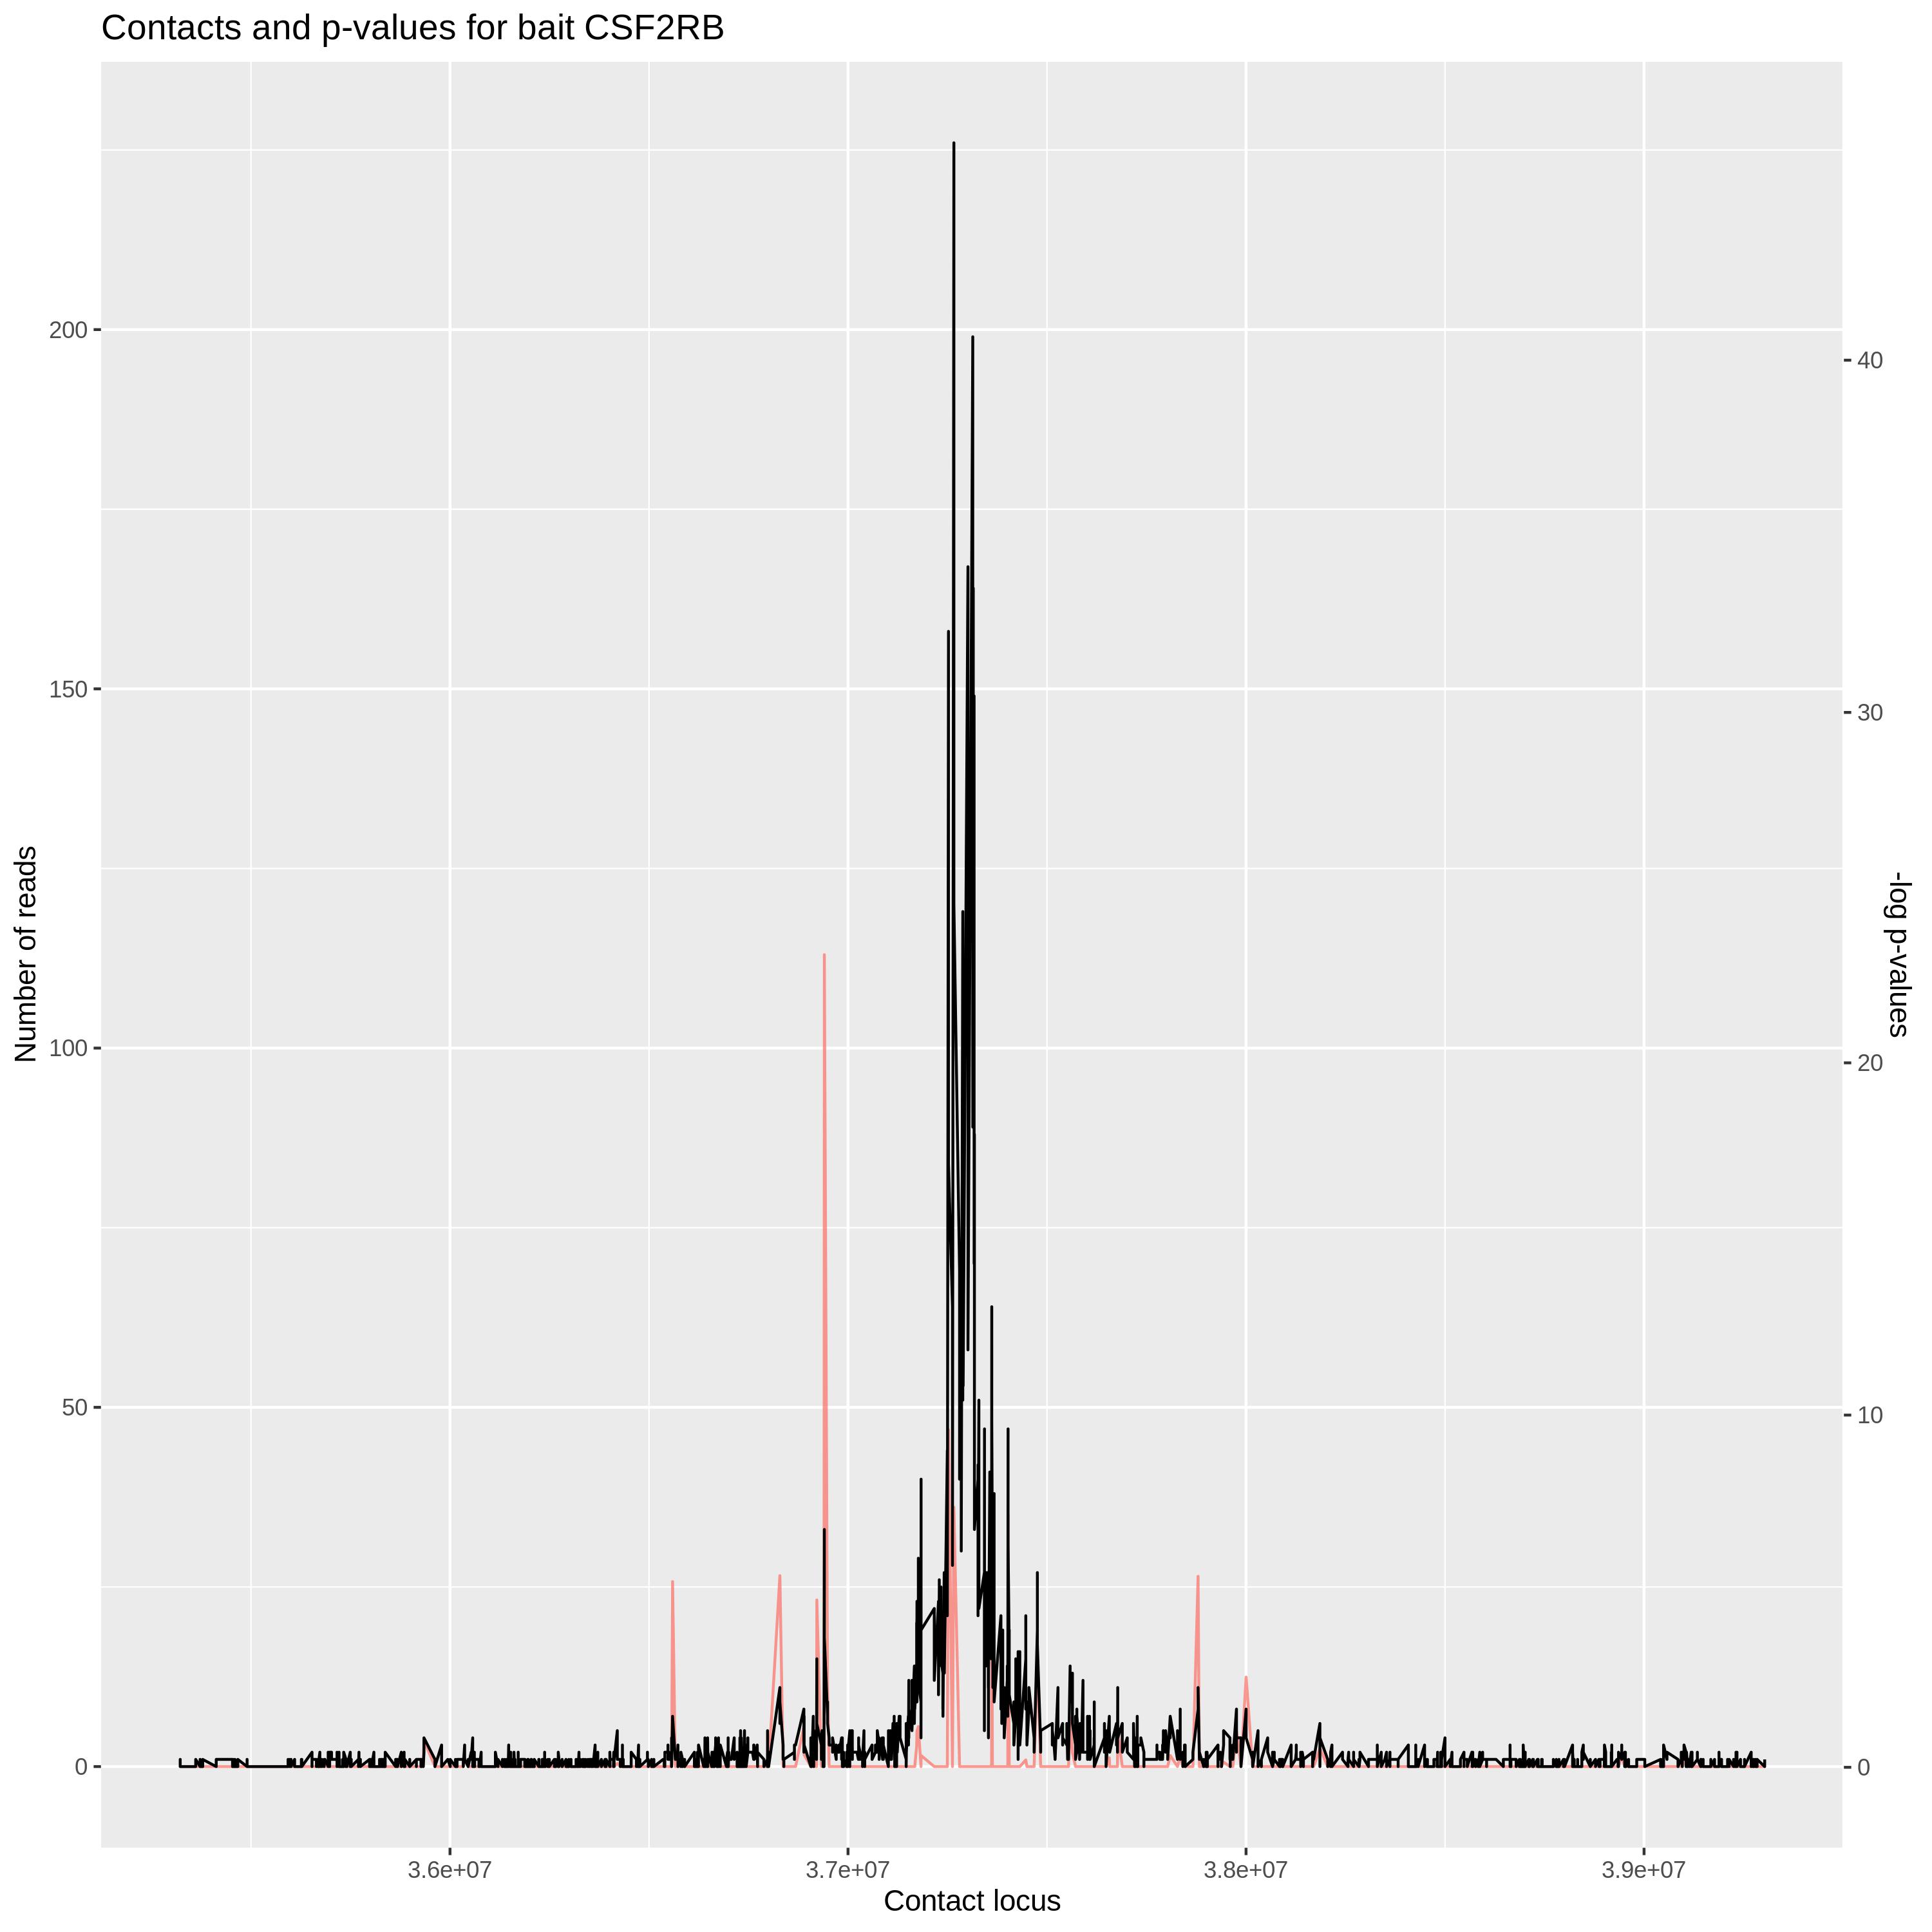 Contacts and p-values for bait CSF2RB
200
150
100
50
0
Number of reads
40
30
20
10
0
-log p-values
3.6e+07 3.7e+07 3.8e+07 3.9e+07
Contact locus